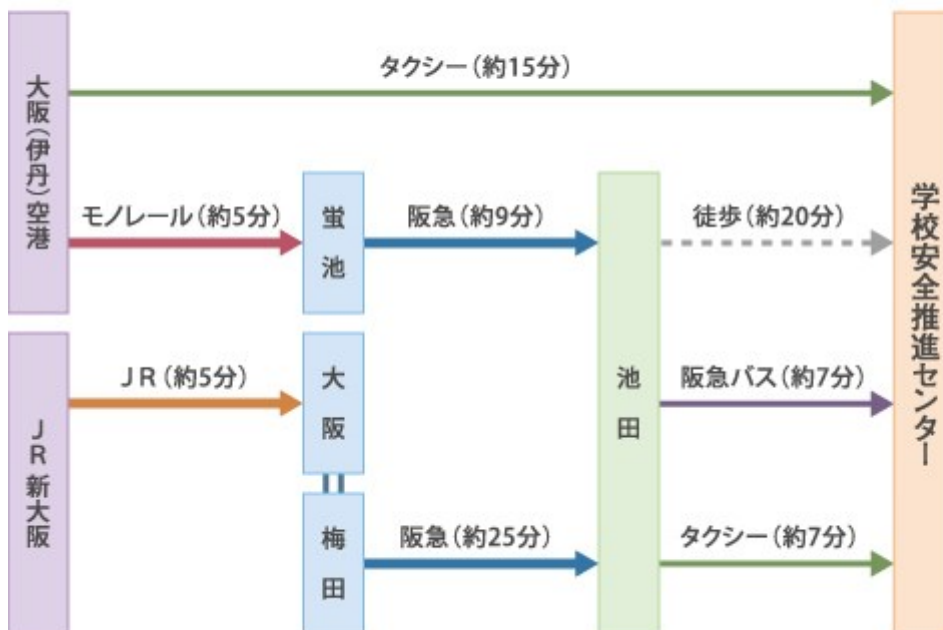 大阪(伊丹)空港
タクシー(約15分)
モノレール(約5分)
蛍池
阪急(約9分)
徒歩(約20分)
JR新大阪
JR(約5分)
大阪
梅田
阪急(約25分)
池田
阪急バス(約7分)
タクシー(約7分)
学校安全推進センター